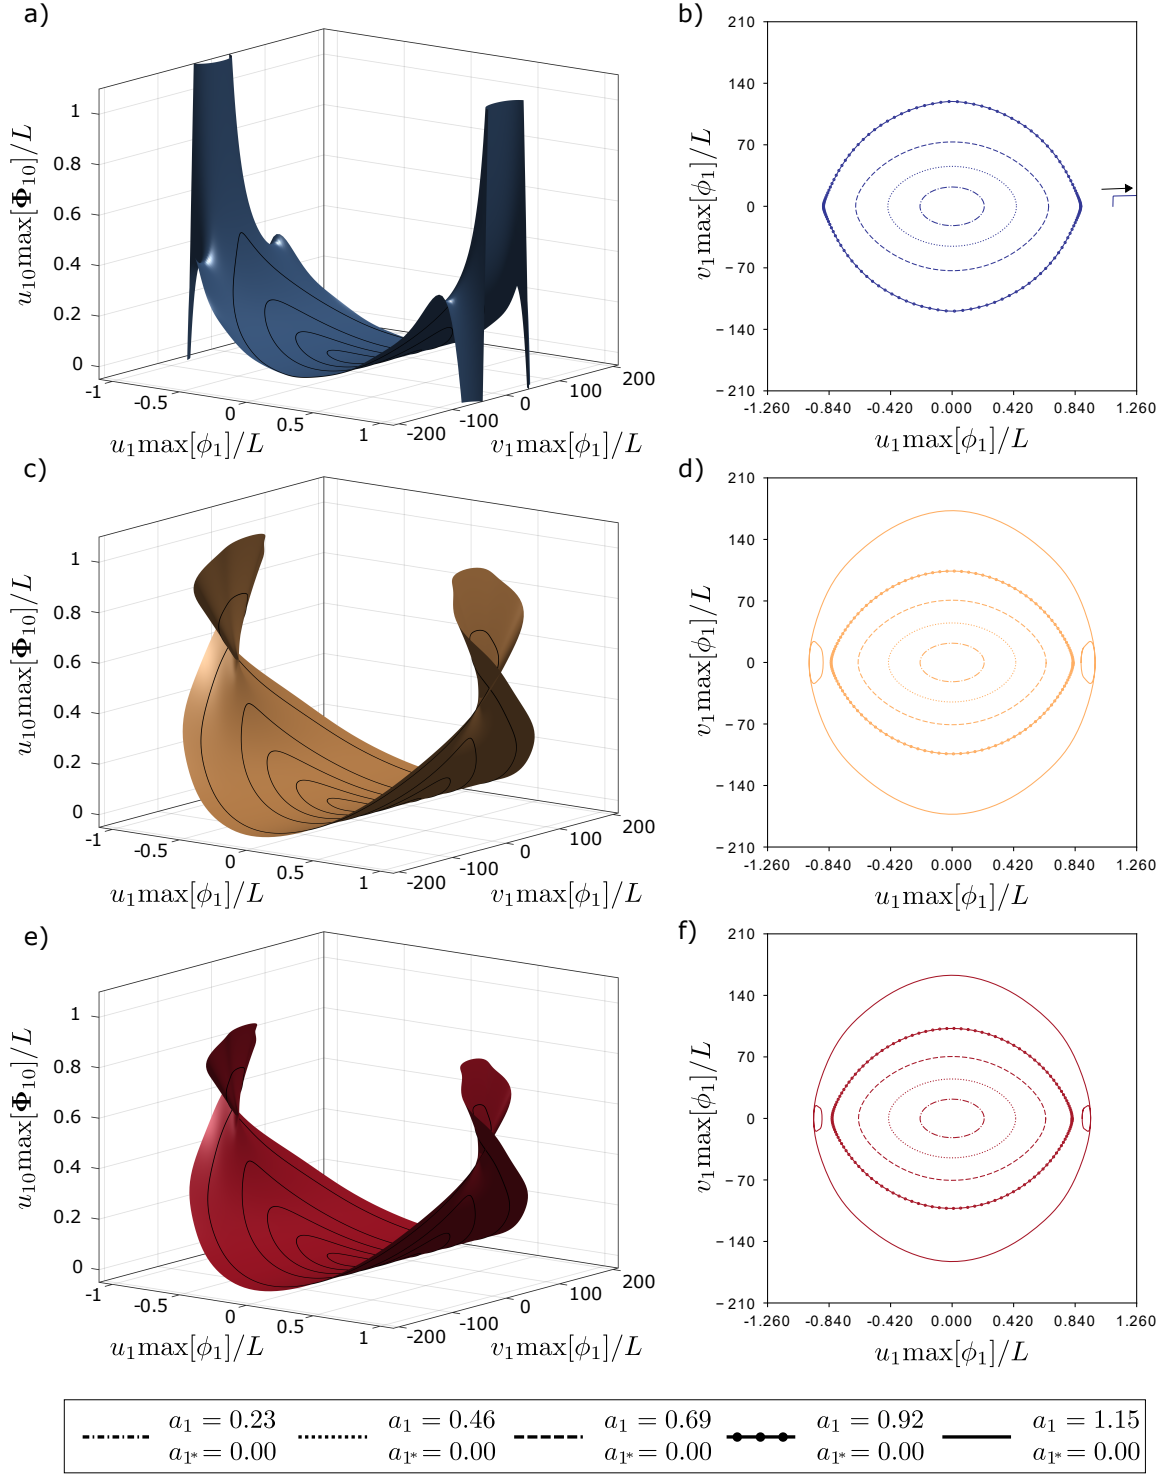 a)
u₁₀max[Φ₁₀]/L
1
0.8
0.6
0.4
0.2
0
-1
-0.5
0
0.5
1
-200
-100
0
100
200
u₁max[ϕ₁]/L
v₁max[ϕ₁]/L
b)
v₁max[ϕ₁]/L
210
140
70
0
−70
−140
−210
-1.260 -0.840 -0.420 0.000 0.420 0.840 1.260
u₁max[ϕ₁]/L
c)
u₁₀max[Φ₁₀]/L
1
0.8
0.6
0.4
0.2
0
-1
-0.5
0
0.5
1
-200
-100
0
100
200
u₁max[ϕ₁]/L
v₁max[ϕ₁]/L
d)
v₁max[ϕ₁]/L
210
140
70
0
−70
−140
−210
-1.260 -0.840 -0.420 0.000 0.420 0.840 1.260
u₁max[ϕ₁]/L
e)
u₁₀max[Φ₁₀]/L
1
0.8
0.6
0.4
0.2
0
-1
-0.5
0
0.5
1
-200
-100
0
100
200
u₁max[ϕ₁]/L
v₁max[ϕ₁]/L
f)
v₁max[ϕ₁]/L
210
140
70
0
−70
−140
−210
-1.260 -0.840 -0.420 0.000 0.420 0.840 1.260
u₁max[ϕ₁]/L
a₁ = 0.23 a₁ = 0.46 a₁ = 0.69 a₁ = 0.92 a₁ = 1.15
a₁* = 0.00 a₁* = 0.00 a₁* = 0.00 a₁* = 0.00 a₁* = 0.00